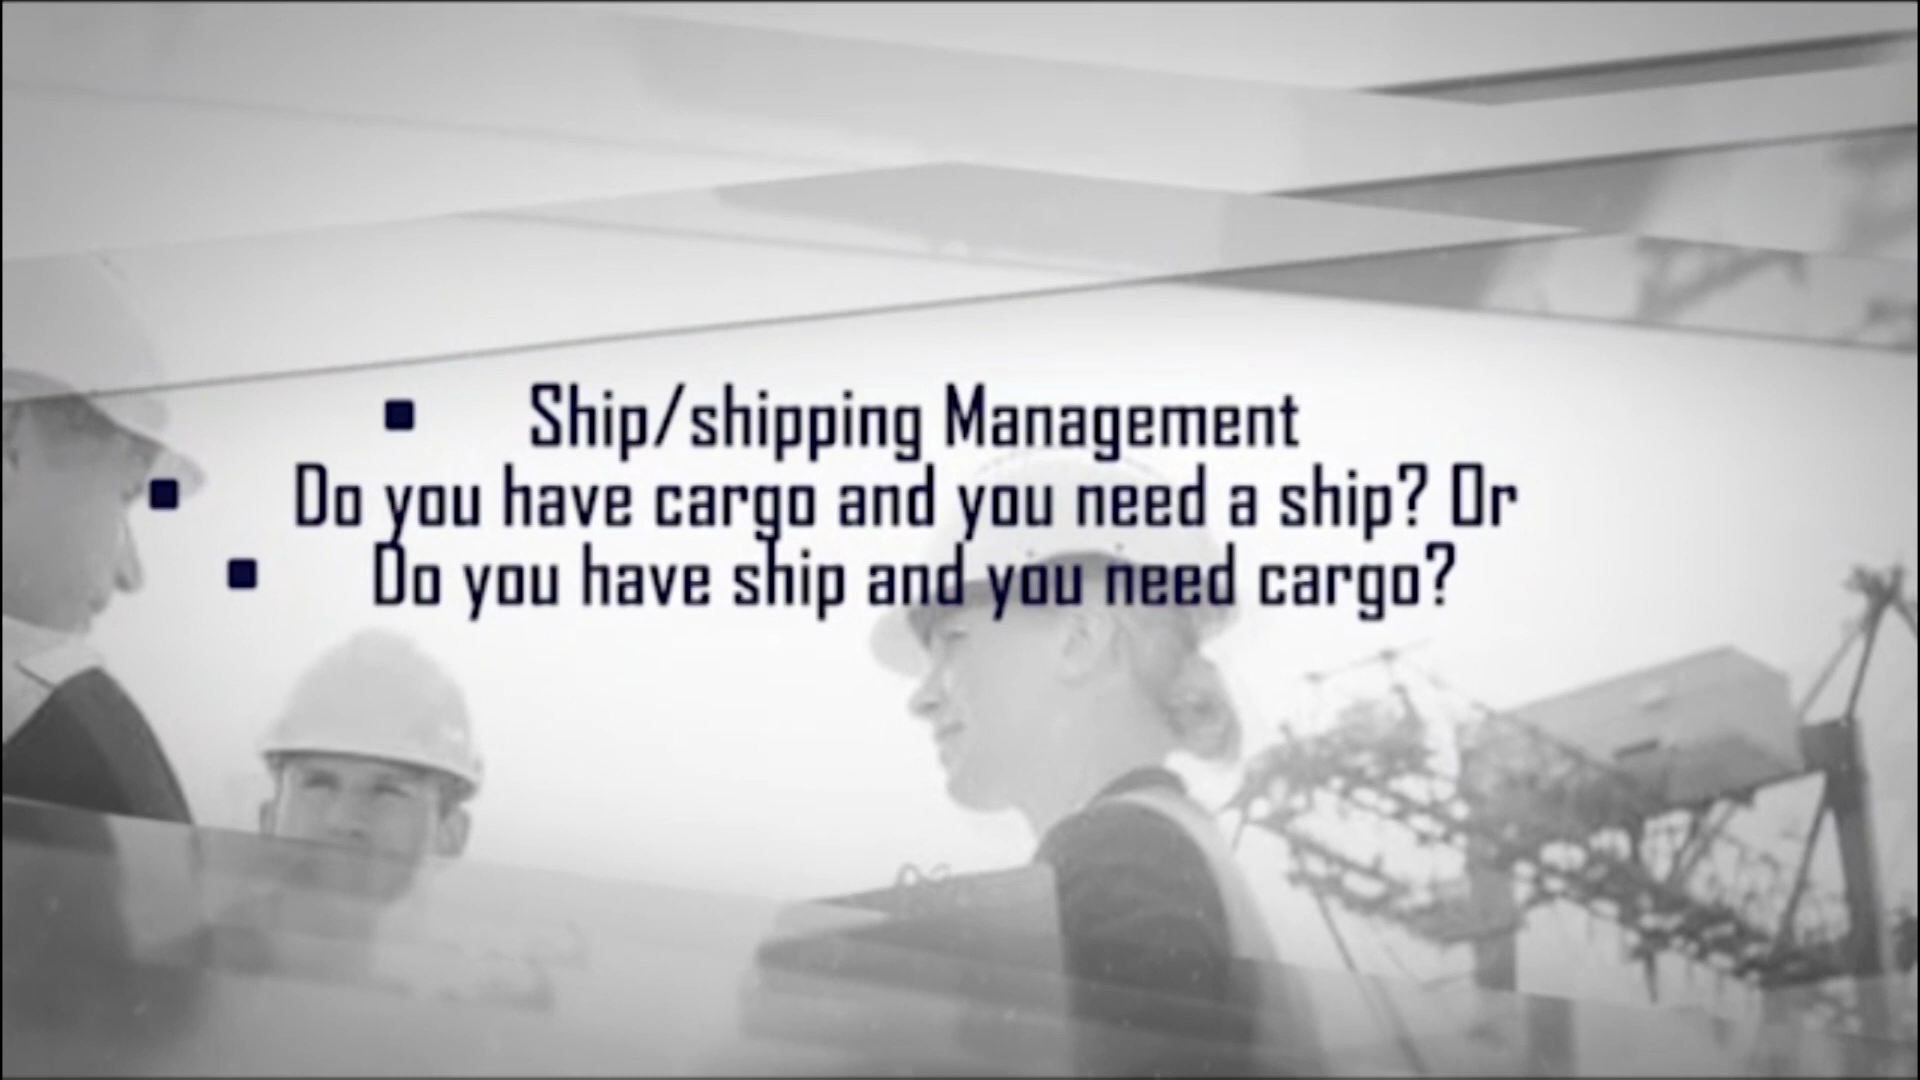 ▪ Ship/shipping Management
▪ Do you have cargo and you need a ship? Or
▪ Do you have ship and you need cargo?